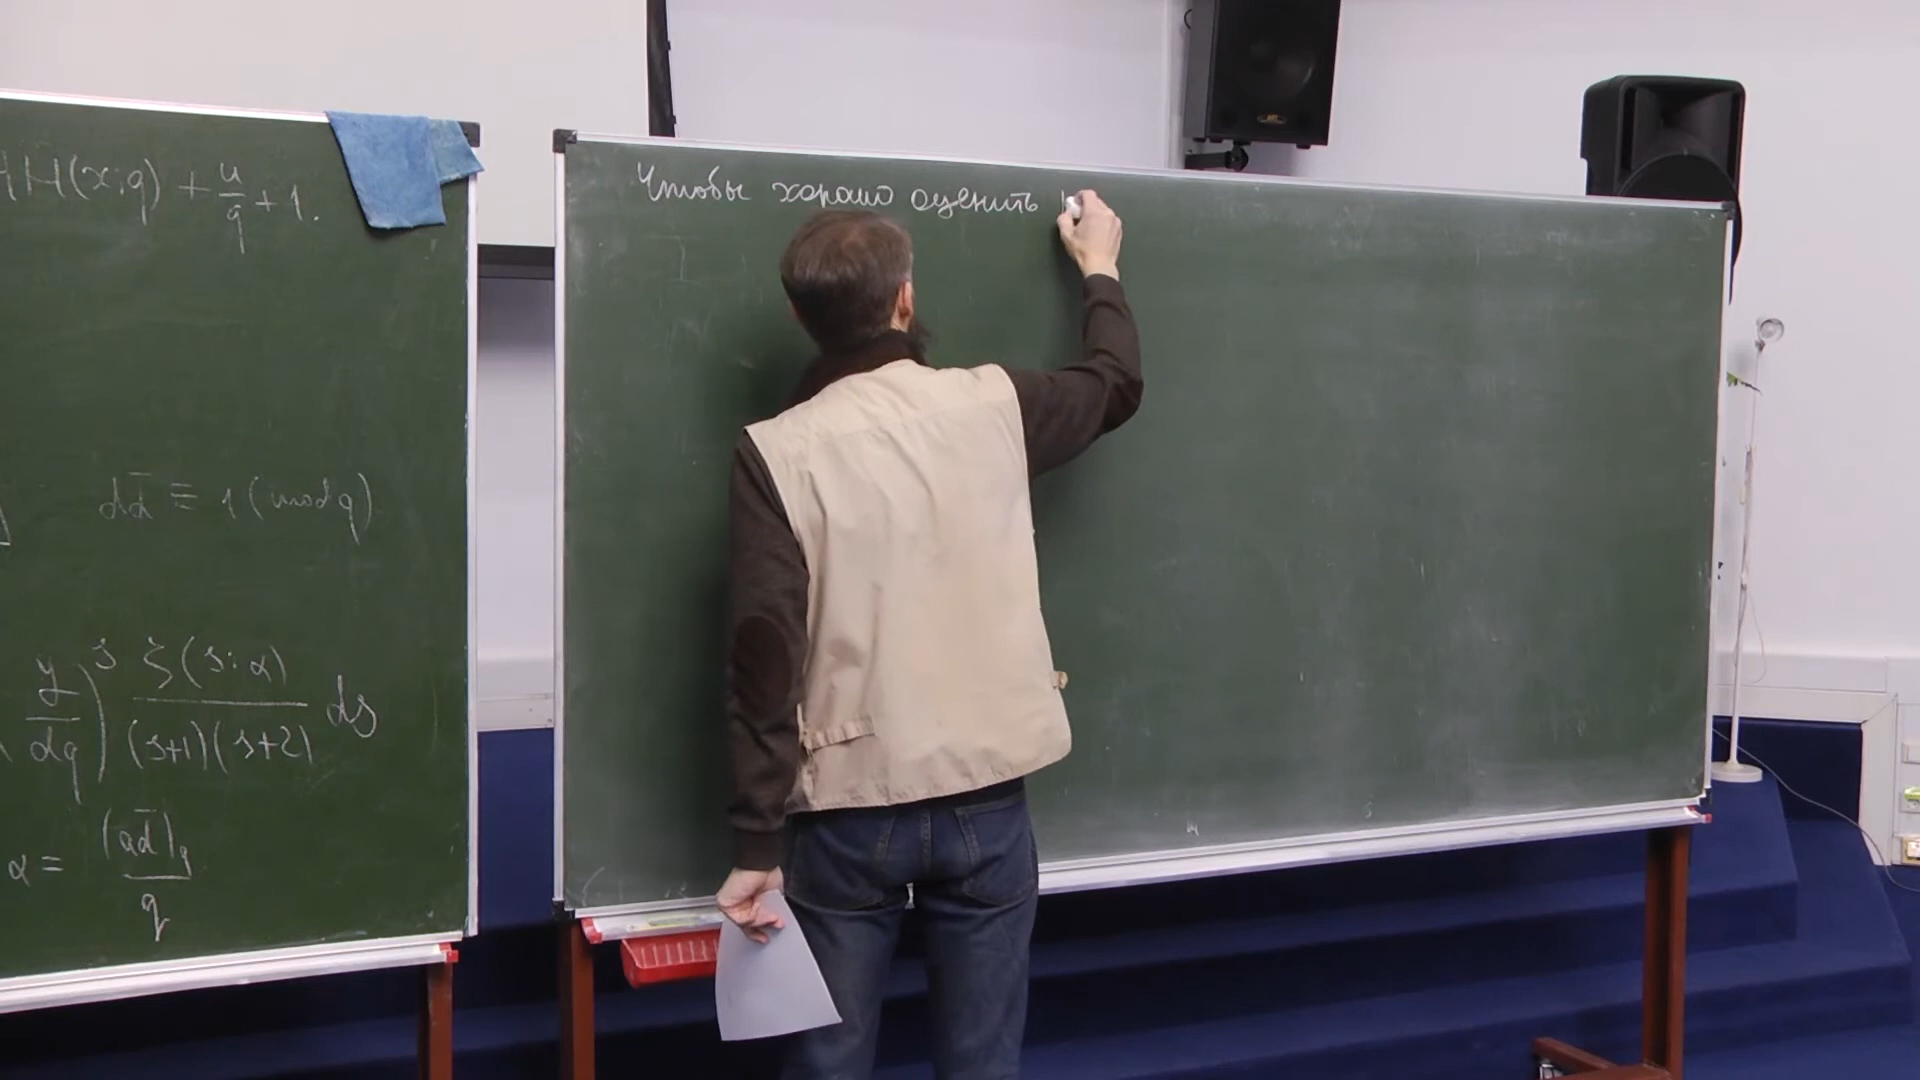 H(x;q) + u/q + 1.
dd̄ ≡ 1 (mod q)
(y/dq)^s ζ(s;α)/((s+1)(s+2)) ds
α = (ad̄)_q/q
Чтобы хорошо оценить